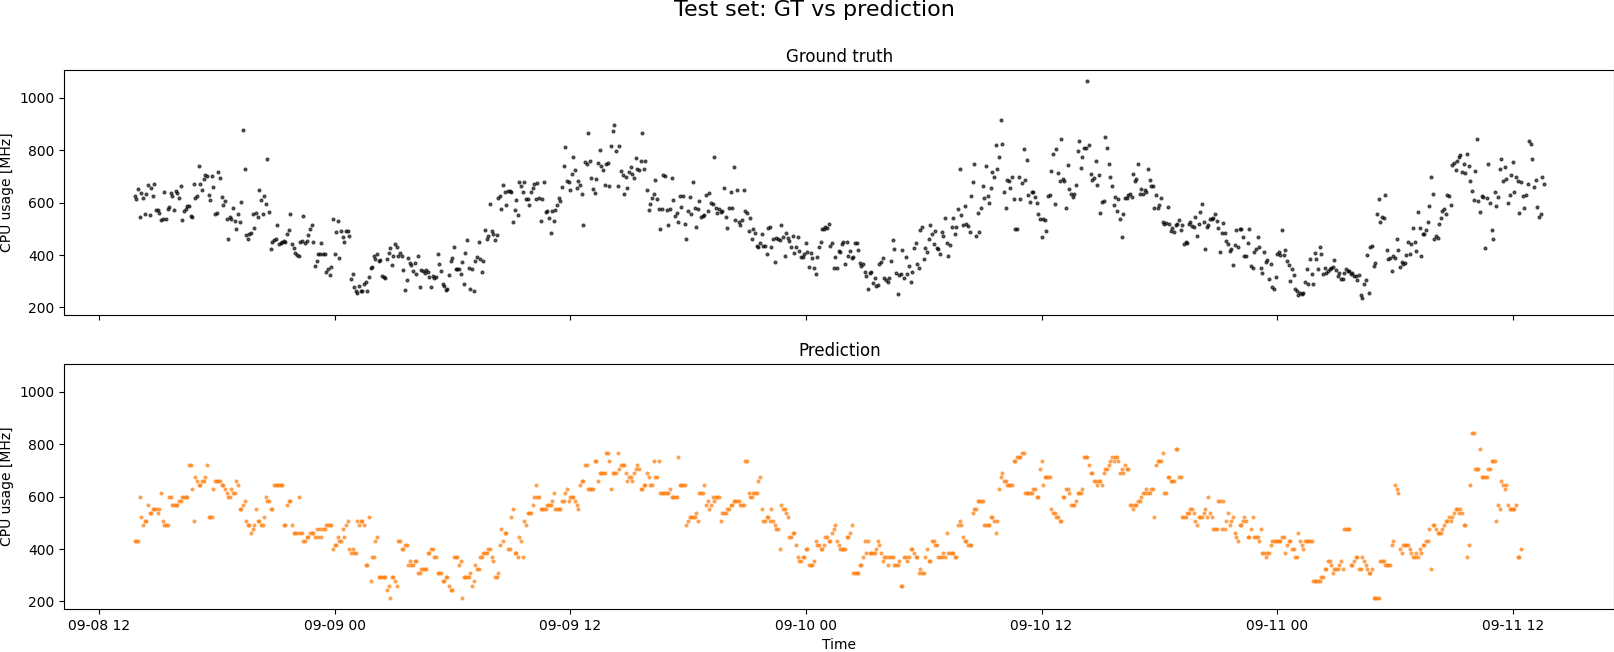 Test set: GT vs prediction
Ground truth
1000
800
600
400
200
CPU usage [MHz]
Prediction
1000
800
600
400
200
CPU usage [MHz]
09-08 12
09-09 00
09-09 12
09-10 00
09-10 12
09-11 00
09-11 12
Time